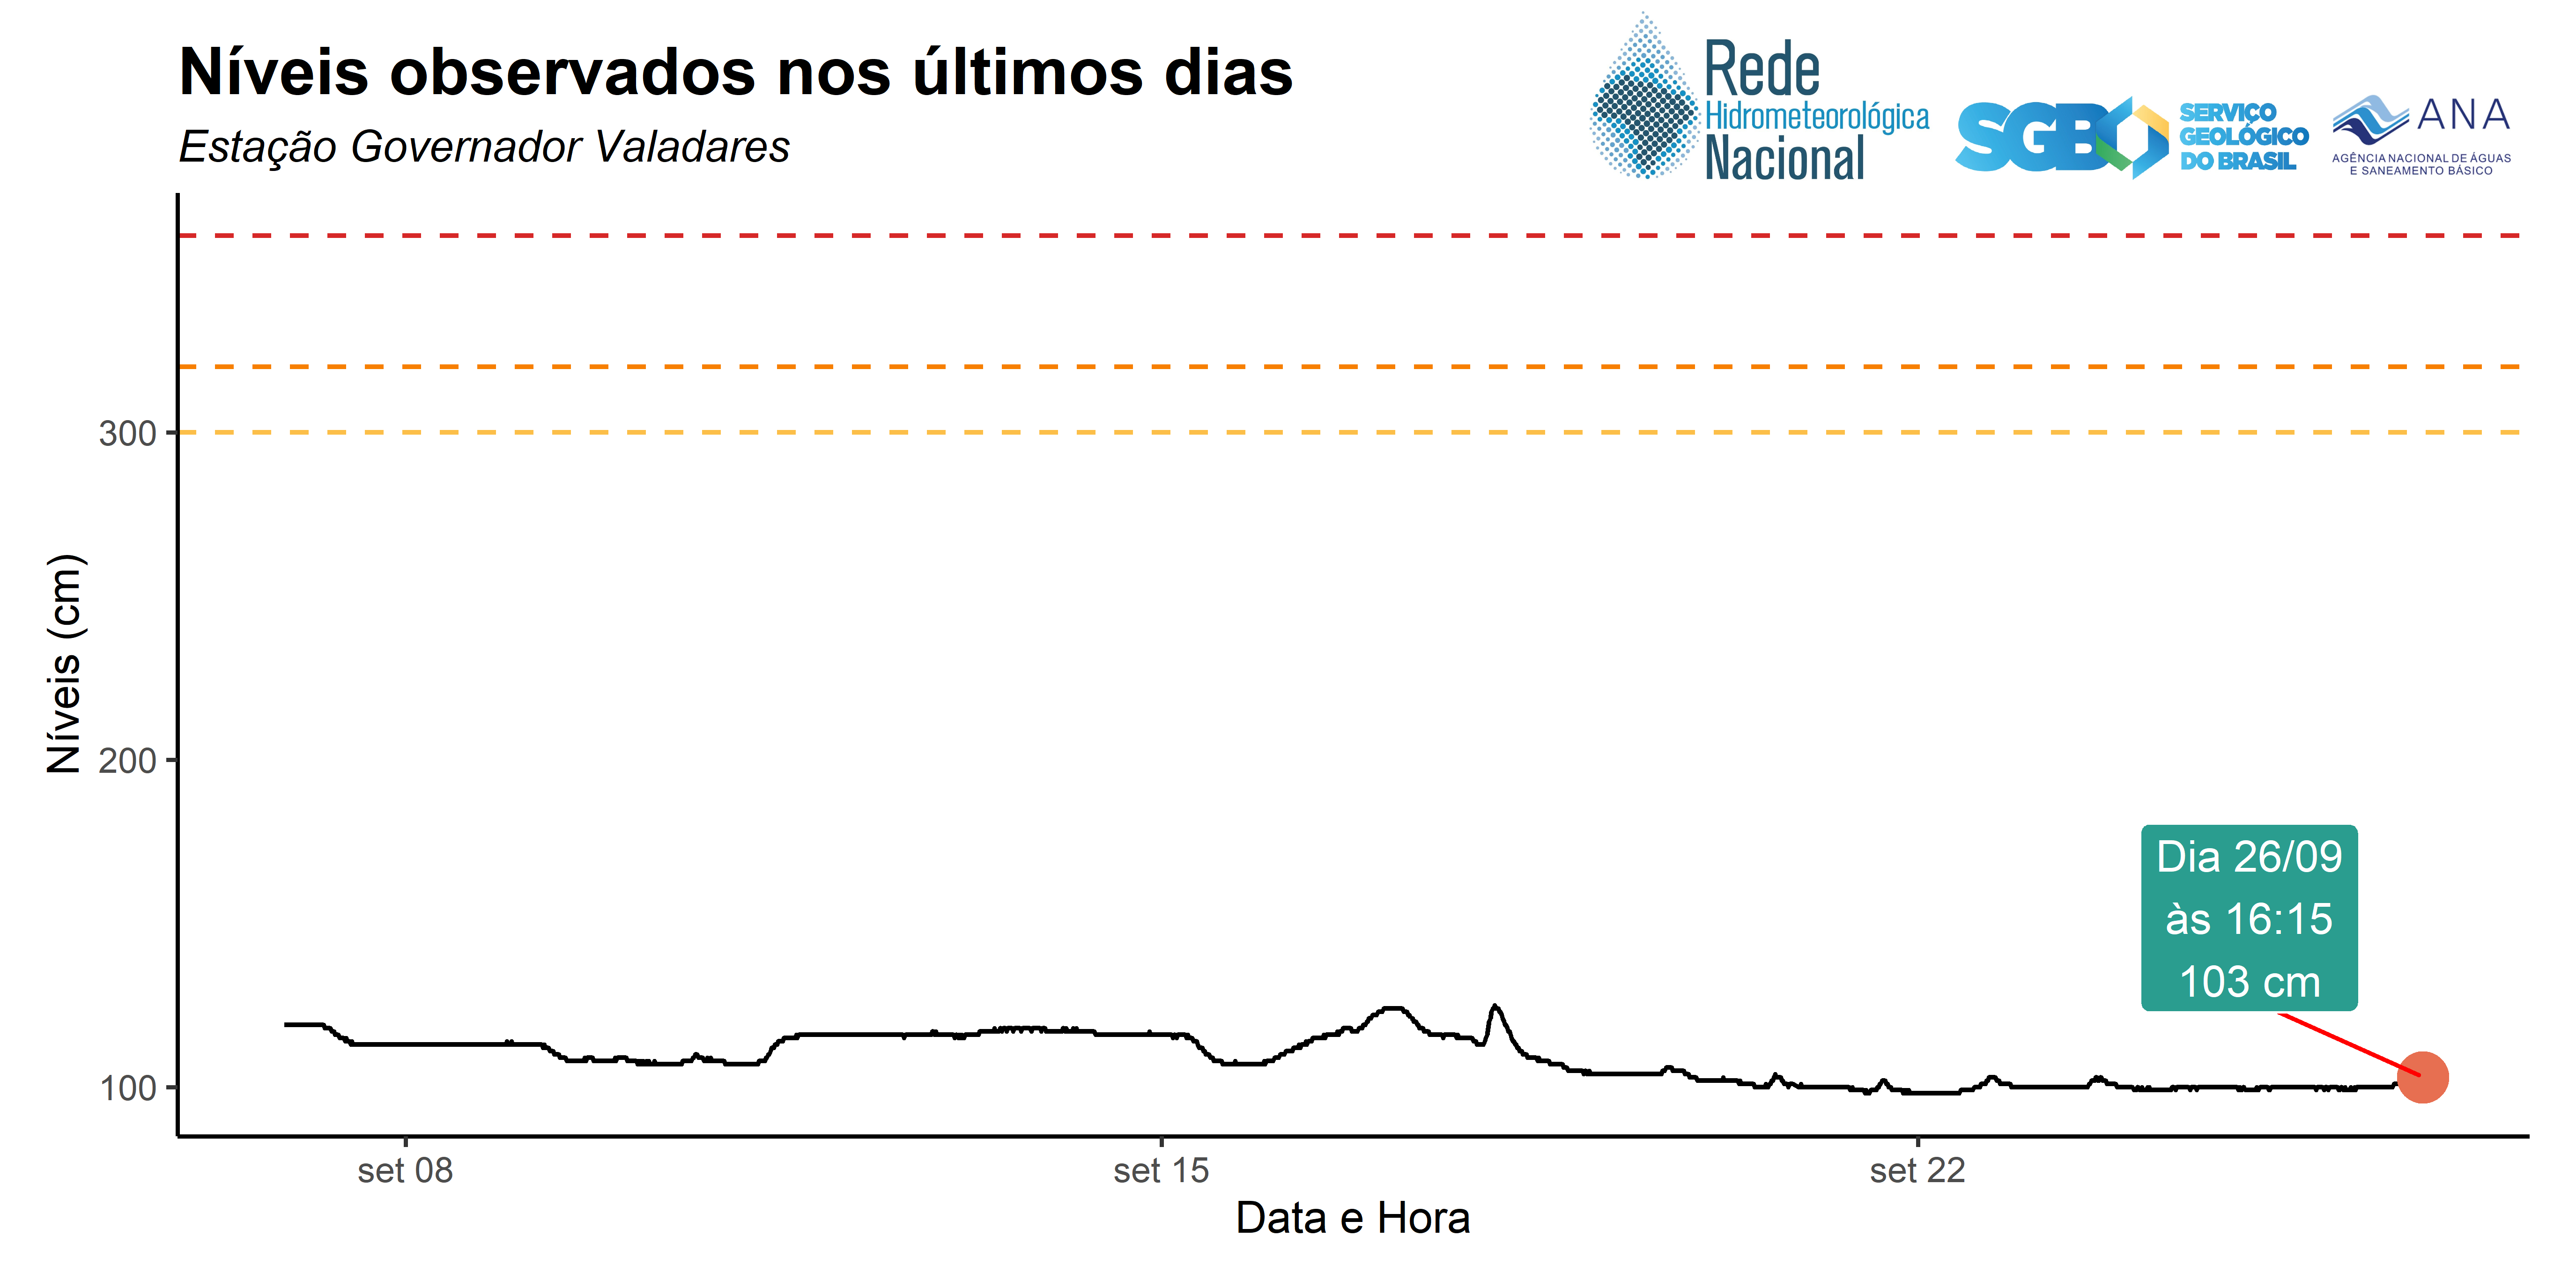 Níveis observados nos últimos dias
Estação Governador Valadares
Rede
Hidrometeorológica
Nacional
SGB
SERVIÇO
GEOLÓGICO
DO BRASIL
ANA
AGÊNCIA NACIONAL DE ÁGUAS
E SANEAMENTO BÁSICO
Níveis (cm)
300
200
100
Dia 26/09
às 16:15
103 cm
set 08
set 15
set 22
Data e Hora